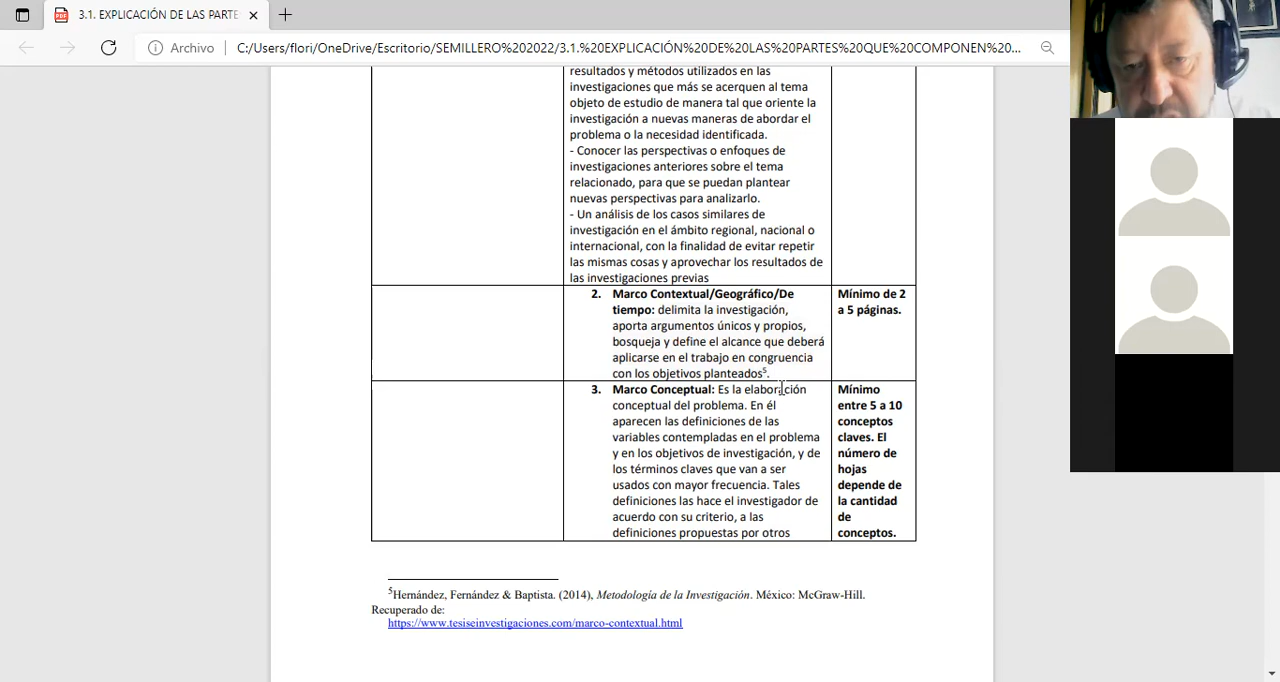 3.1. EXPLICACIÓN DE LAS PARTE
Archivo
C:/Users/flori/OneDrive/Escritorio/SEMILLERO%202022/3.1.%20EXPLICACIÓN%20DE%20LAS%20PARTES%20QUE%20COMPONEN%20...
resultados y métodos utilizados en las
investigaciones que más se acerquen al tema
objeto de estudio de manera tal que oriente la
investigación a nuevas maneras de abordar el
problema o la necesidad identificada.
- Conocer las perspectivas o enfoques de
investigaciones anteriores sobre el tema
relacionado, para que se puedan plantear
nuevas perspectivas para analizarlo.
- Un análisis de los casos similares de
investigación en el ámbito regional, nacional o
internacional, con la finalidad de evitar repetir
las mismas cosas y aprovechar los resultados de
las investigaciones previas
2. Marco Contextual/Geográfico/De
tiempo: delimita la investigación,
aporta argumentos únicos y propios,
bosqueja y define el alcance que deberá
aplicarse en el trabajo en congruencia
con los objetivos planteados5.
Mínimo de 2
a 5 páginas.
3. Marco Conceptual: Es la elaboración
conceptual del problema. En él
aparecen las definiciones de las
variables contempladas en el problema
y en los objetivos de investigación, y de
los términos claves que van a ser
usados con mayor frecuencia. Tales
definiciones las hace el investigador de
acuerdo con su criterio, a las
definiciones propuestas por otros
Mínimo
entre 5 a 10
conceptos
claves. El
número de
hojas
depende de
la cantidad
de
conceptos.
5Hernández, Fernández & Baptista. (2014), Metodología de la Investigación. México: McGraw-Hill.
Recuperado de:
https://www.tesiseinvestigaciones.com/marco-contextual.html